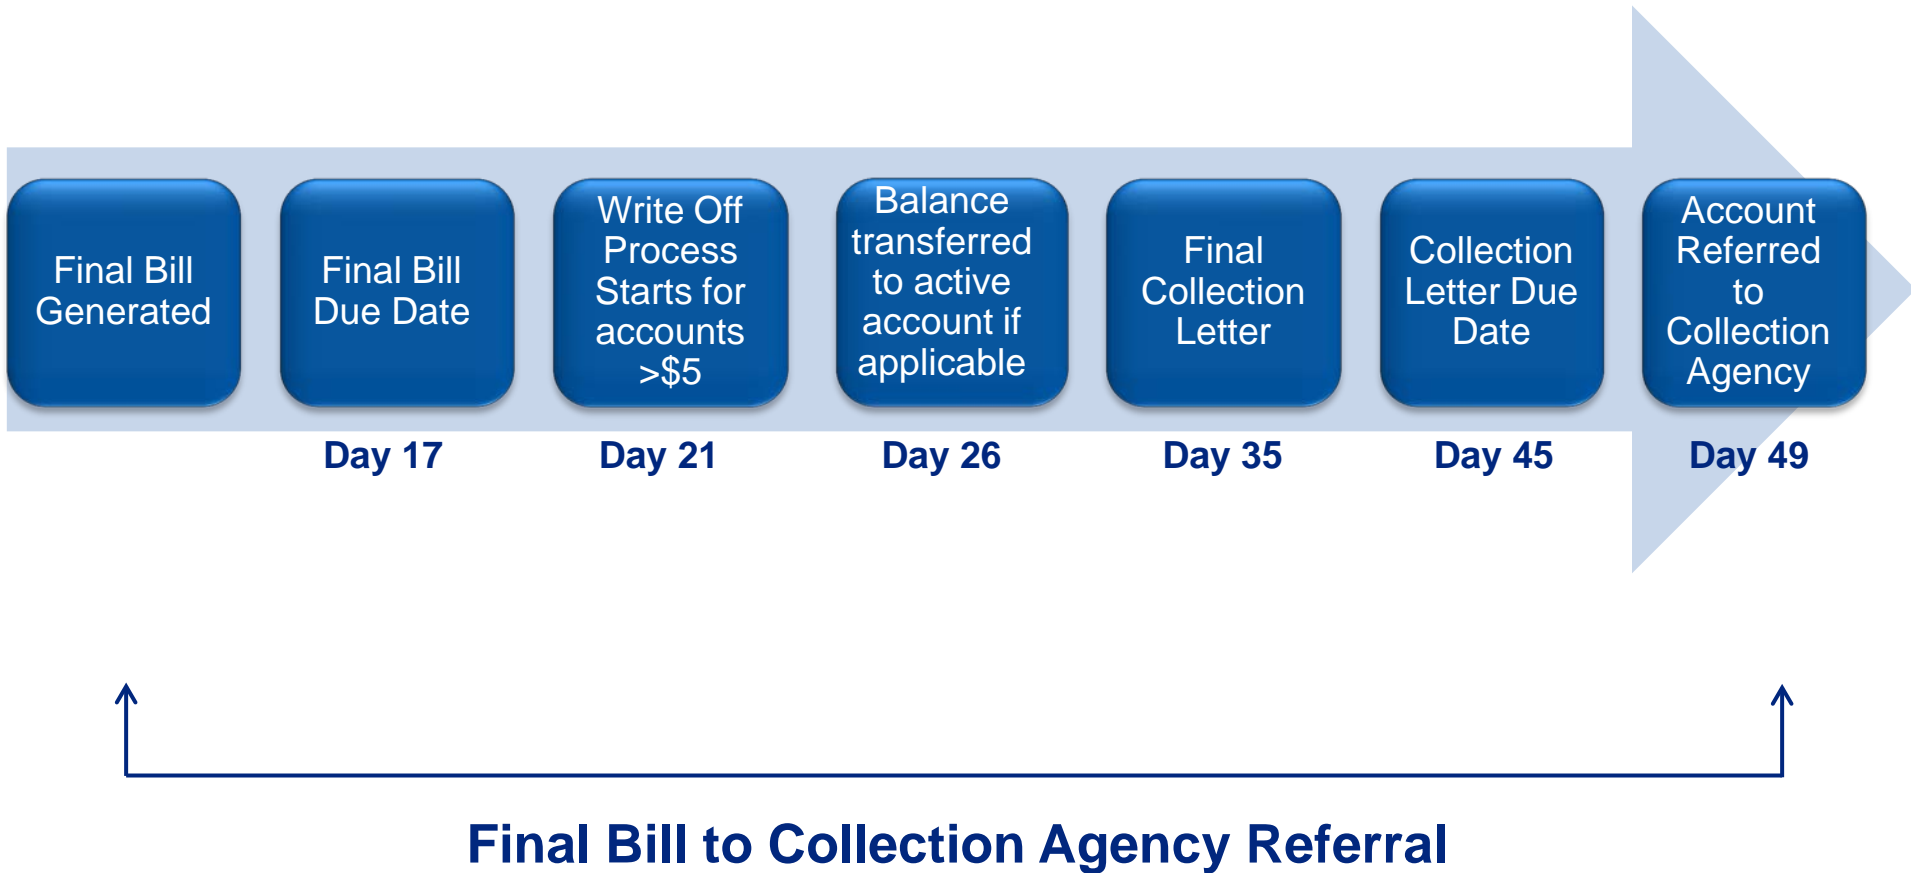 Final Bill
Generated
Final Bill
Due Date
Write Off
Process
Starts for
accounts
>$5
Balance
transferred
to active
account if
applicable
Final
Collection
Letter
Collection
Letter Due
Date
Account
Referred
to
Collection
Agency
Day 17
Day 21
Day 26
Day 35
Day 45
Day 49
Final Bill to Collection Agency Referral